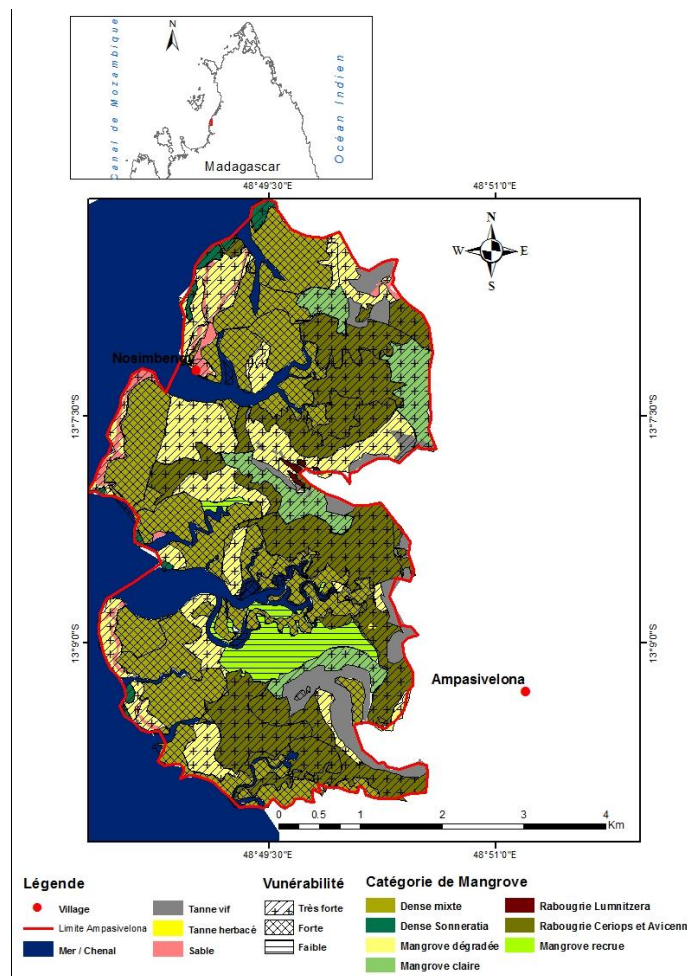 N
Canal de Mozambique
Océan Indien
Madagascar
48°49'30"E
48°51'0"E
N
W
E
S
Nosimbengy
13°7'30"S
13°7'30"S
13°9'0"S
13°9'0"S
Ampasivelona
0 0.5 1 2 3 4
Km
48°49'30"E
48°51'0"E
Légende
Village
Limite Ampasivelona
Mer / Chenal
Tanne vif
Tanne herbacè
Sable
Vunérabilité
Très forte
Forte
Faible
Catégorie de Mangrove
Dense mixte
Dense Sonneratia
Mangrove dégradée
Mangrove claire
Rabougrie Lumnitzera
Rabougrie Ceriops et Avicenn
Mangrove recrue